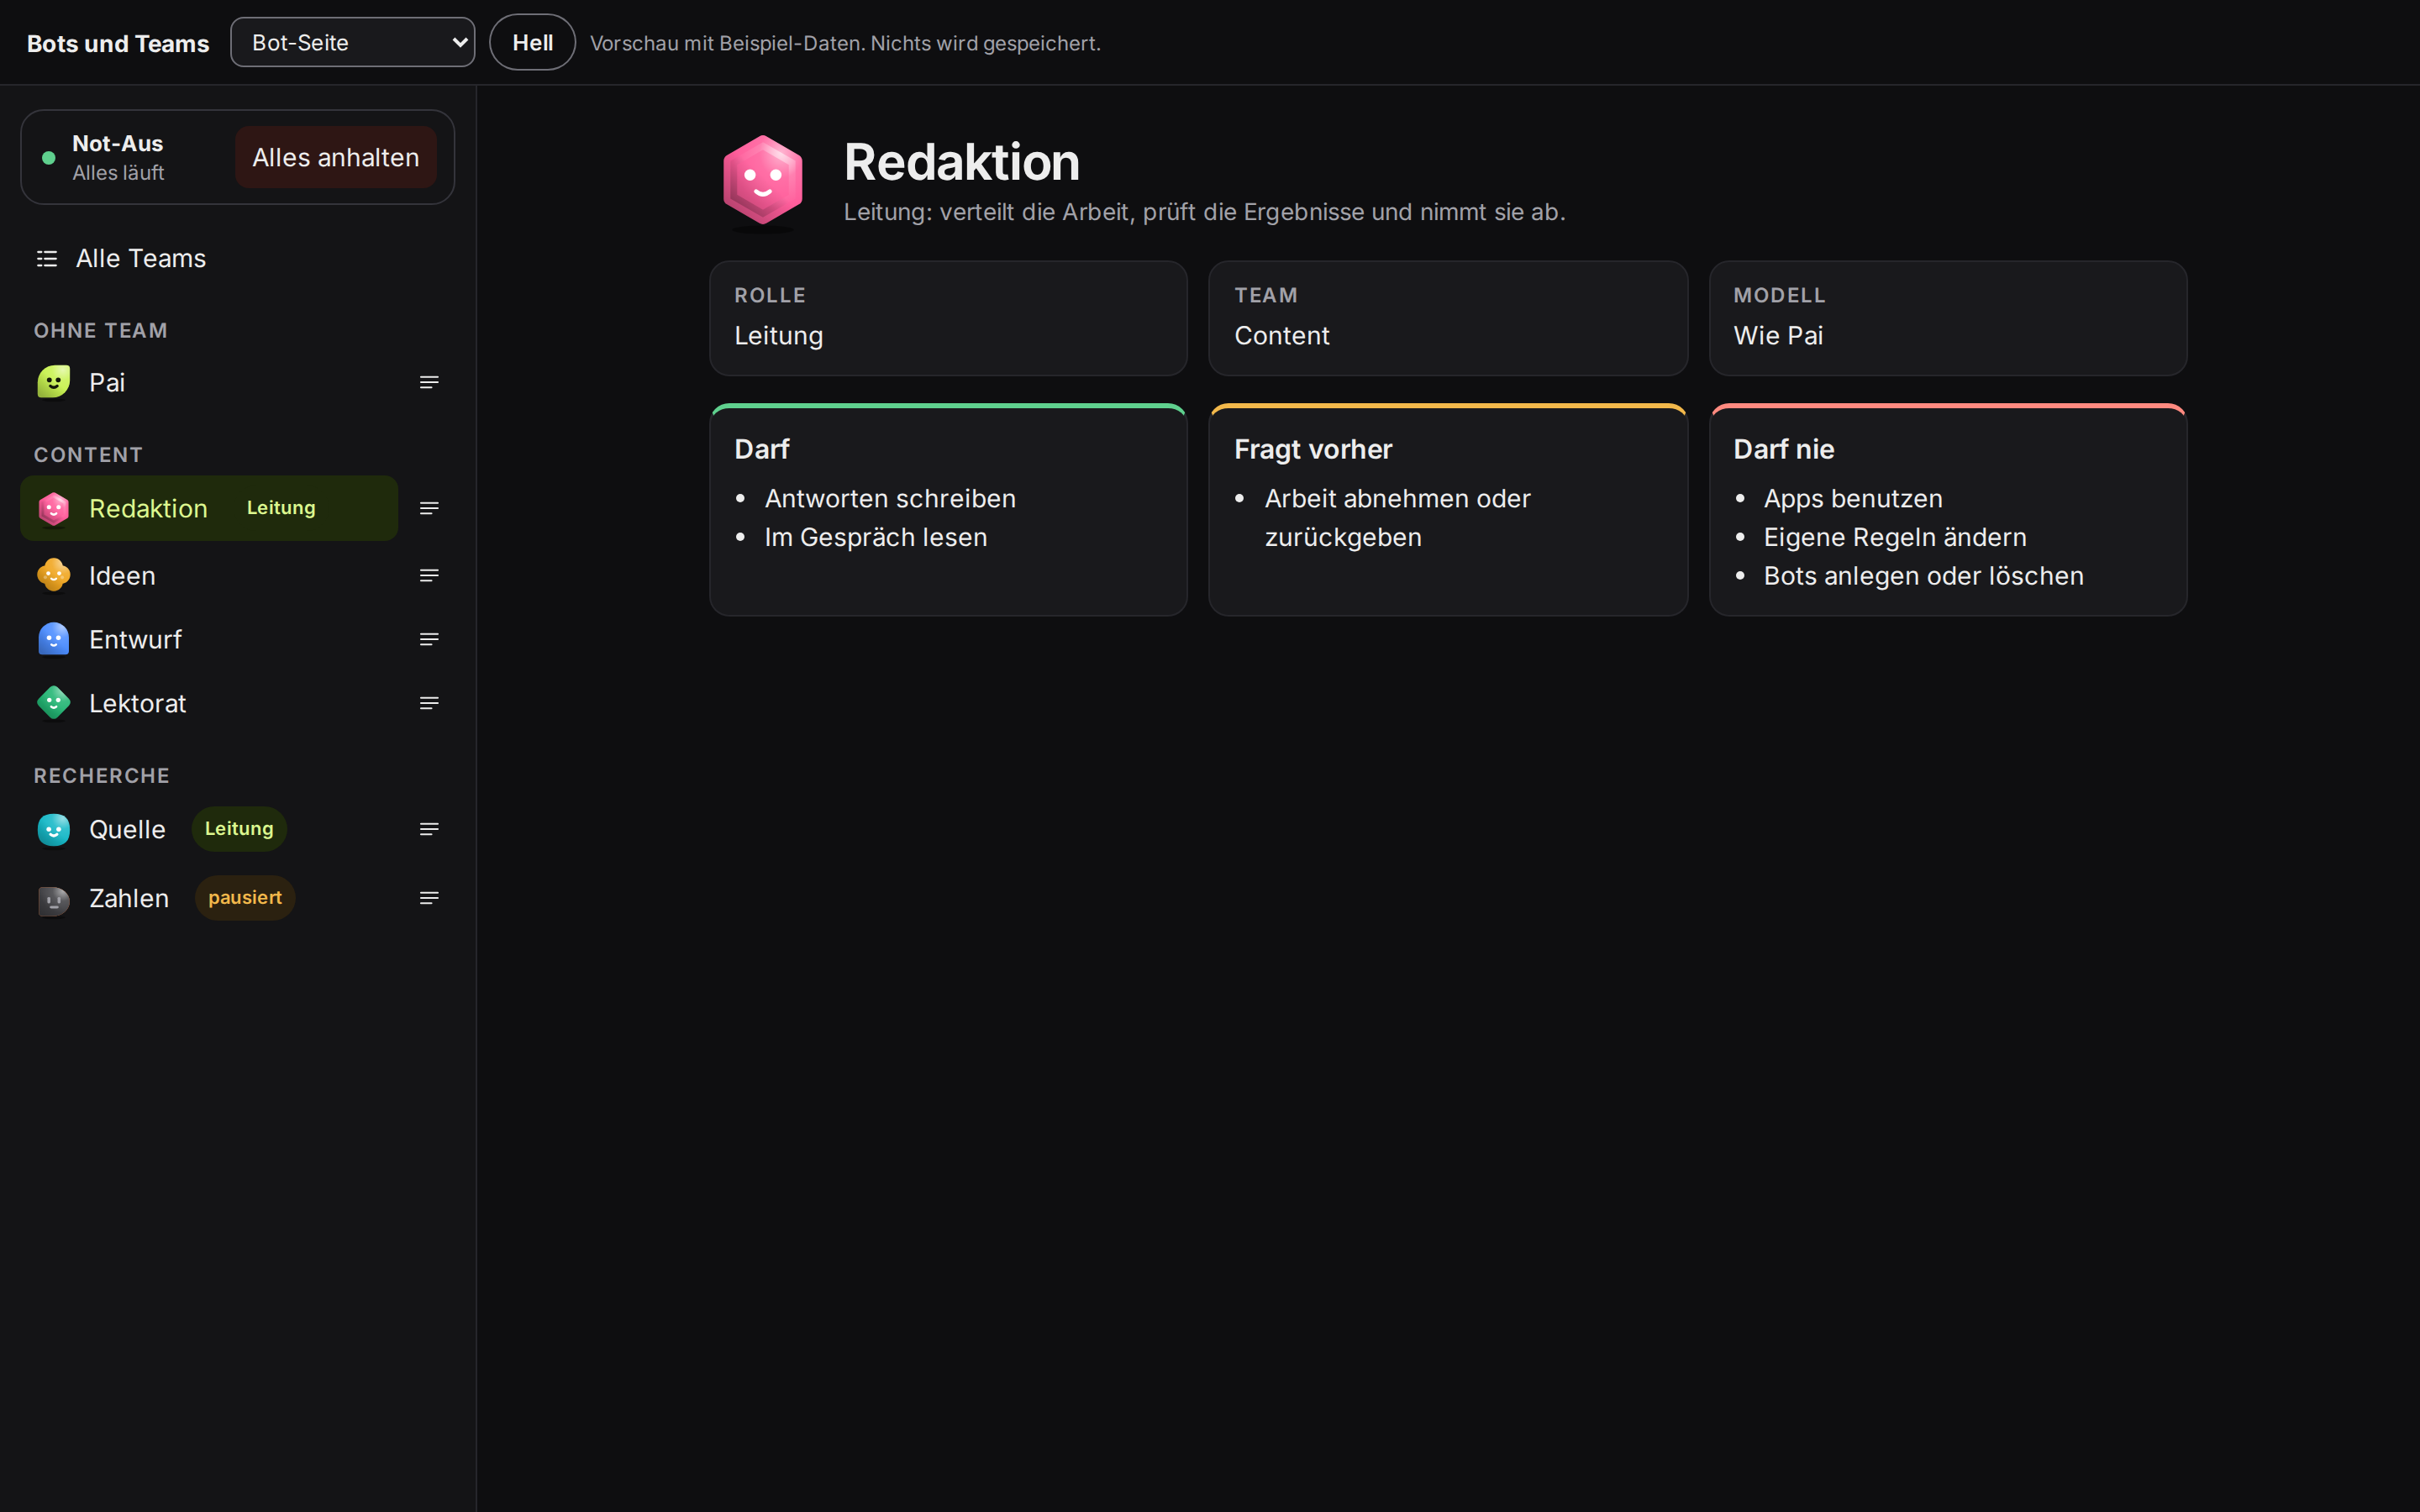 Bots und Teams
Bot-Seite
Hell
Vorschau mit Beispiel-Daten. Nichts wird gespeichert.
Not-Aus
Alles läuft
Alles anhalten
Alle Teams
OHNE TEAM
Pai
CONTENT
Redaktion Leitung
Ideen
Entwurf
Lektorat
RECHERCHE
Quelle Leitung
Zahlen pausiert
Redaktion
Leitung: verteilt die Arbeit, prüft die Ergebnisse und nimmt sie ab.
ROLLE
Leitung
TEAM
Content
MODELL
Wie Pai
Darf
• Antworten schreiben
• Im Gespräch lesen
Fragt vorher
• Arbeit abnehmen oder
zurückgeben
Darf nie
• Apps benutzen
• Eigene Regeln ändern
• Bots anlegen oder löschen